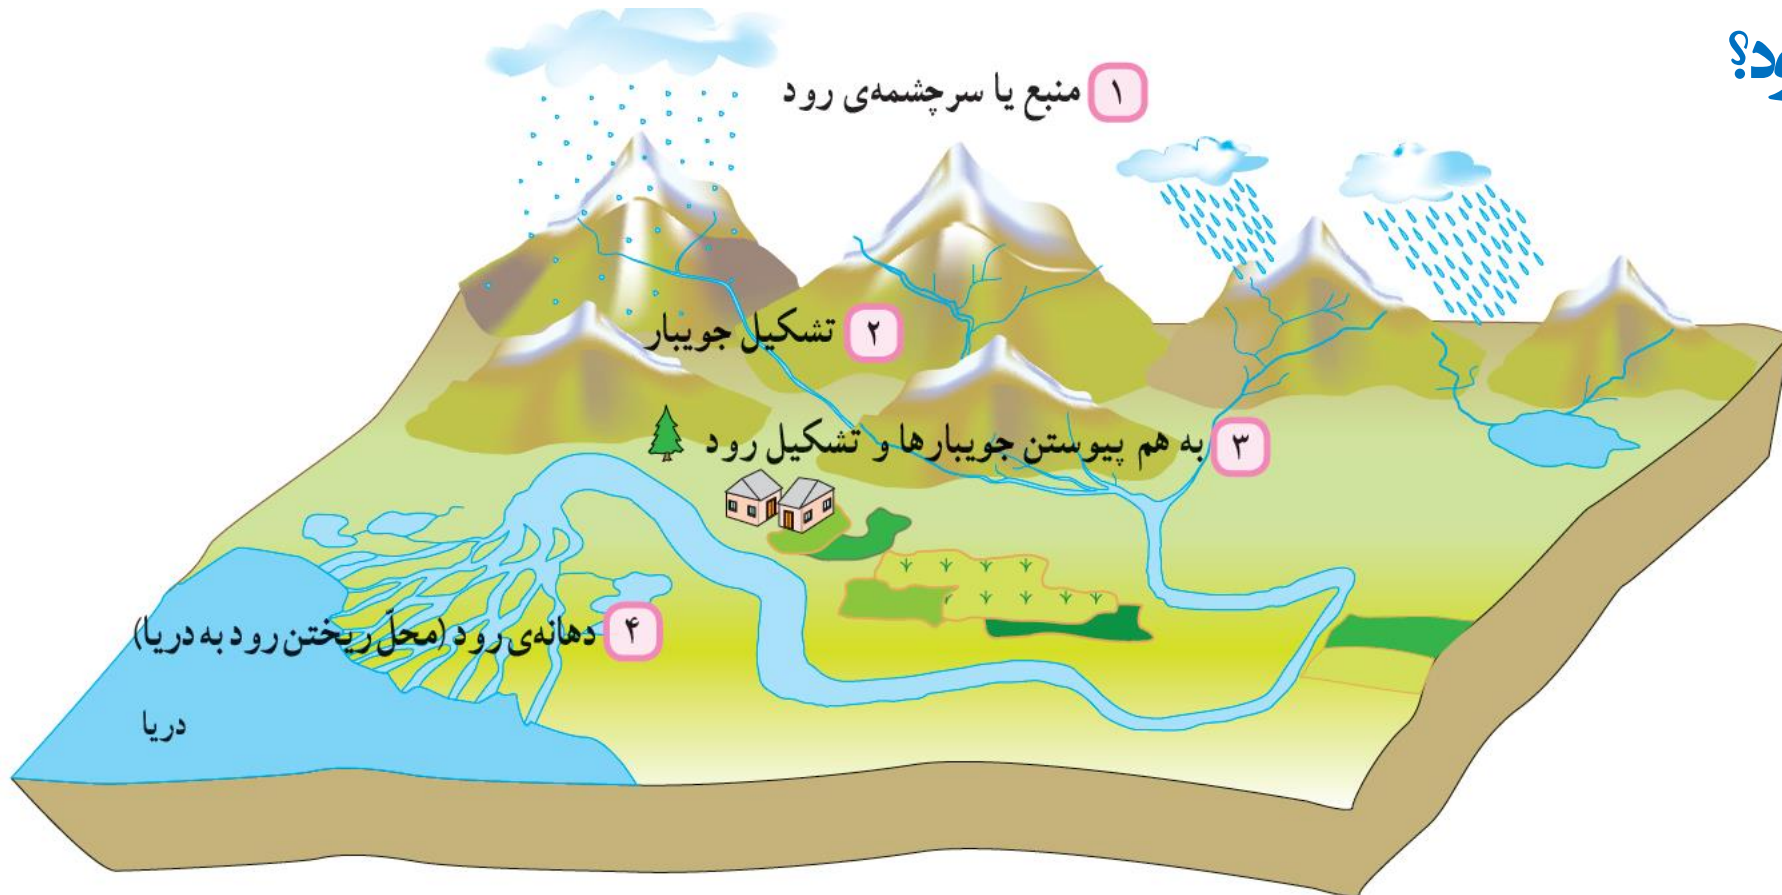 ۱ منبع یا سرچشمه‌ی رود
۲ تشکیل جویبار
۳ به هم پیوستن جویبارها و تشکیل رود
۴ دهانه‌ی رود (محلّ ریختن رود به دریا)
دریا